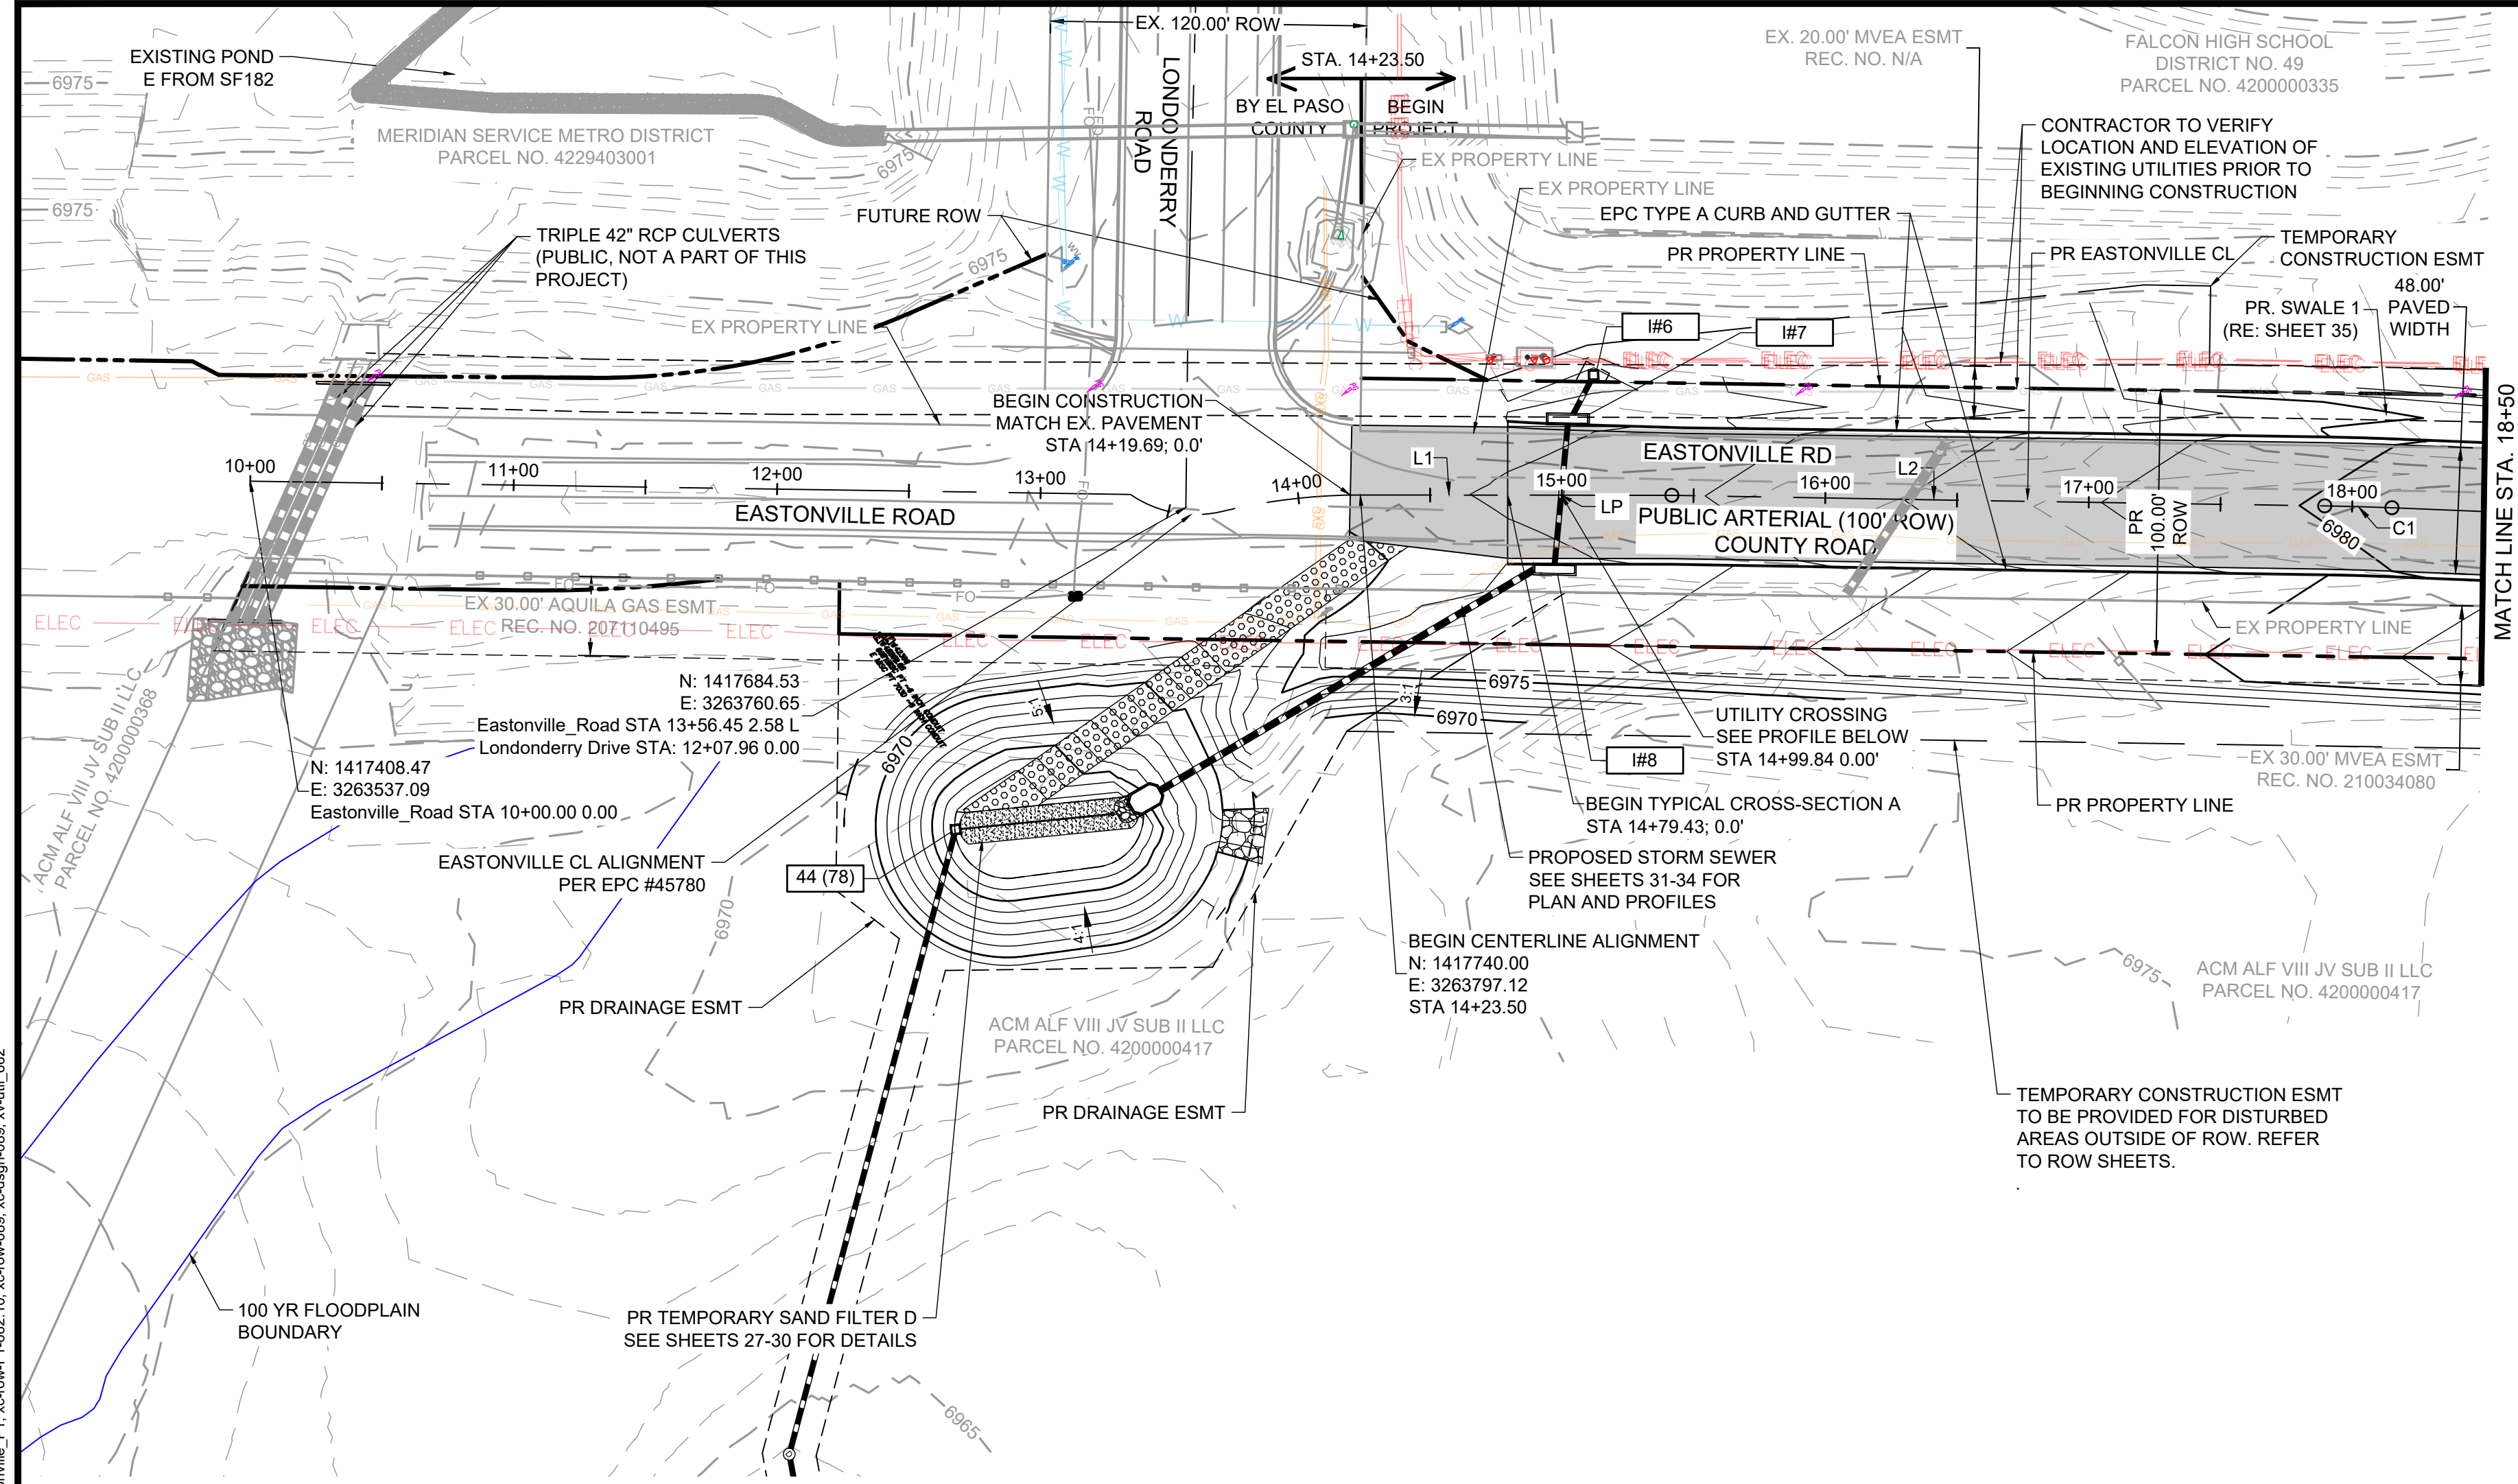 EX. 120.00' ROW
EXISTING POND
E FROM SF182
6975
MERIDIAN SERVICE METRO DISTRICT
PARCEL NO. 4229403001
6975
6975
LONDONDERRY
ROAD
STA. 14+23.50
BY EL PASO
COUNTY
BEGIN
PROJECT
EX. 20.00' MVEA ESMT
REC. NO. N/A
FALCON HIGH SCHOOL
DISTRICT NO. 49
PARCEL NO. 4200000335
CONTRACTOR TO VERIFY
LOCATION AND ELEVATION OF
EXISTING UTILITIES PRIOR TO
BEGINNING CONSTRUCTION
EX PROPERTY LINE
EX PROPERTY LINE
EPC TYPE A CURB AND GUTTER
FUTURE ROW
TRIPLE 42" RCP CULVERTS
(PUBLIC, NOT A PART OF THIS
PROJECT)
6975
PR PROPERTY LINE
PR EASTONVILLE CL
TEMPORARY
CONSTRUCTION ESMT
48.00'
PAVED
WIDTH
PR. SWALE 1
(RE: SHEET 35)
EX PROPERTY LINE
I#6
I#7
BEGIN CONSTRUCTION
MATCH EX. PAVEMENT
STA 14+19.69; 0.0'
MATCH LINE STA. 18+50
10+00
11+00
12+00
13+00
14+00
L1
15+00
LP
EASTONVILLE RD
16+00
L2
17+00
18+00
C1
6980
EASTONVILLE ROAD
PUBLIC ARTERIAL (100' ROW)
COUNTY ROAD
PR
100.00'
ROW
FO
FO
FO
GAS
ELEC
W
EX 30.00' AQUILA GAS ESMT
REC. NO. 207110495
EX PROPERTY LINE
ACM ALF VIII JV SUB II LLC
PARCEL NO. 4200000368
N: 1417684.53
E: 3263760.65
Eastonville_Road STA 13+56.45 2.58 L
Londonderry Drive STA: 12+07.96 0.00
N: 1417408.47
E: 3263537.09
Eastonville_Road STA 10+00.00 0.00
6970
5:1
3:1
6975
6970
I#8
UTILITY CROSSING
SEE PROFILE BELOW
STA 14+99.84 0.00'
EX 30.00' MVEA ESMT
REC. NO. 210034080
BEGIN TYPICAL CROSS-SECTION A
STA 14+79.43; 0.0'
PR PROPERTY LINE
EASTONVILLE CL ALIGNMENT
PER EPC #45780
44 (78)
PROPOSED STORM SEWER
SEE SHEETS 31-34 FOR
PLAN AND PROFILES
6970
4:1
BEGIN CENTERLINE ALIGNMENT
N: 1417740.00
E: 3263797.12
STA 14+23.50
6975
ACM ALF VIII JV SUB II LLC
PARCEL NO. 4200000417
PR DRAINAGE ESMT
ACM ALF VIII JV SUB II LLC
PARCEL NO. 4200000417
PR DRAINAGE ESMT
TEMPORARY CONSTRUCTION ESMT
TO BE PROVIDED FOR DISTURBED
AREAS OUTSIDE OF ROW. REFER
TO ROW SHEETS.
100 YR FLOODPLAIN
BOUNDARY
PR TEMPORARY SAND FILTER D
SEE SHEETS 27-30 FOR DETAILS
6965